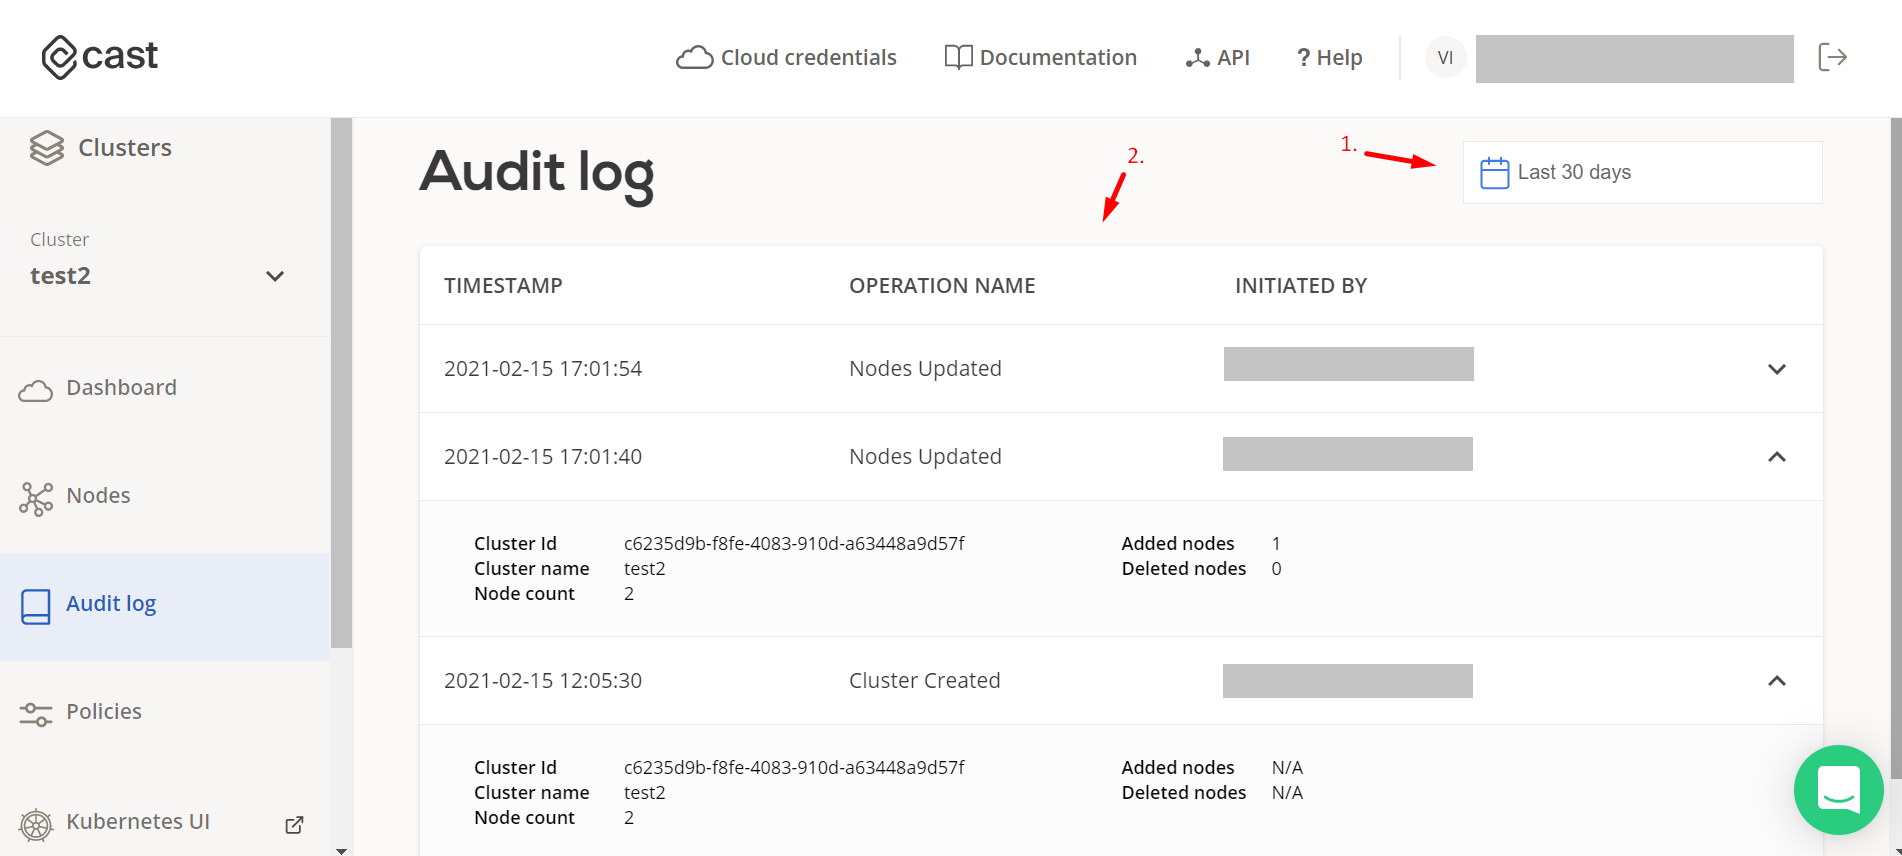 cast
Cloud credentials
Documentation
API
? Help
VI
Clusters
Cluster
test2
Dashboard
Nodes
Audit log
Policies
Kubernetes UI
Audit log
2.
1.
Last 30 days
TIMESTAMP OPERATION NAME INITIATED BY
2021-02-15 17:01:54 Nodes Updated
2021-02-15 17:01:40 Nodes Updated
Cluster Id c6235d9b-f8fe-4083-910d-a63448a9d57f Added nodes 1
Cluster name test2 Deleted nodes 0
Node count 2
2021-02-15 12:05:30 Cluster Created
Cluster Id c6235d9b-f8fe-4083-910d-a63448a9d57f Added nodes N/A
Cluster name test2 Deleted nodes N/A
Node count 2